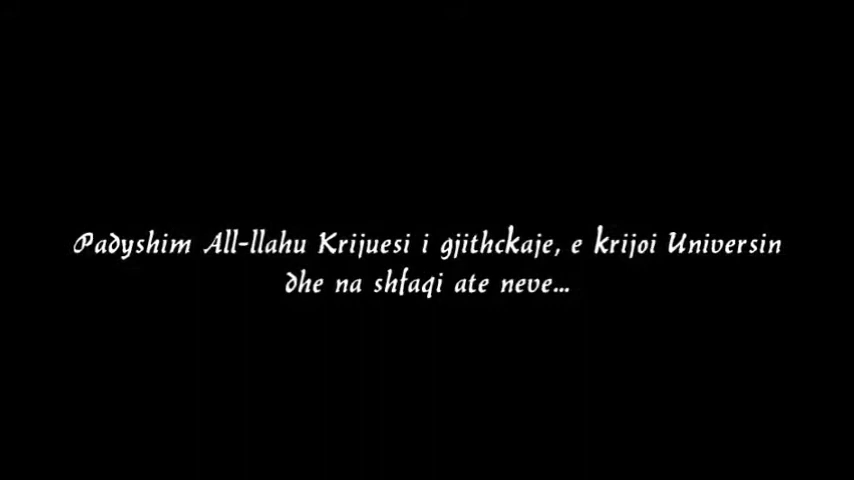 Padyshim All-llahu Krijuesi i gjithckaje, e krijoi Universin
dhe na shfaqi ate neve...